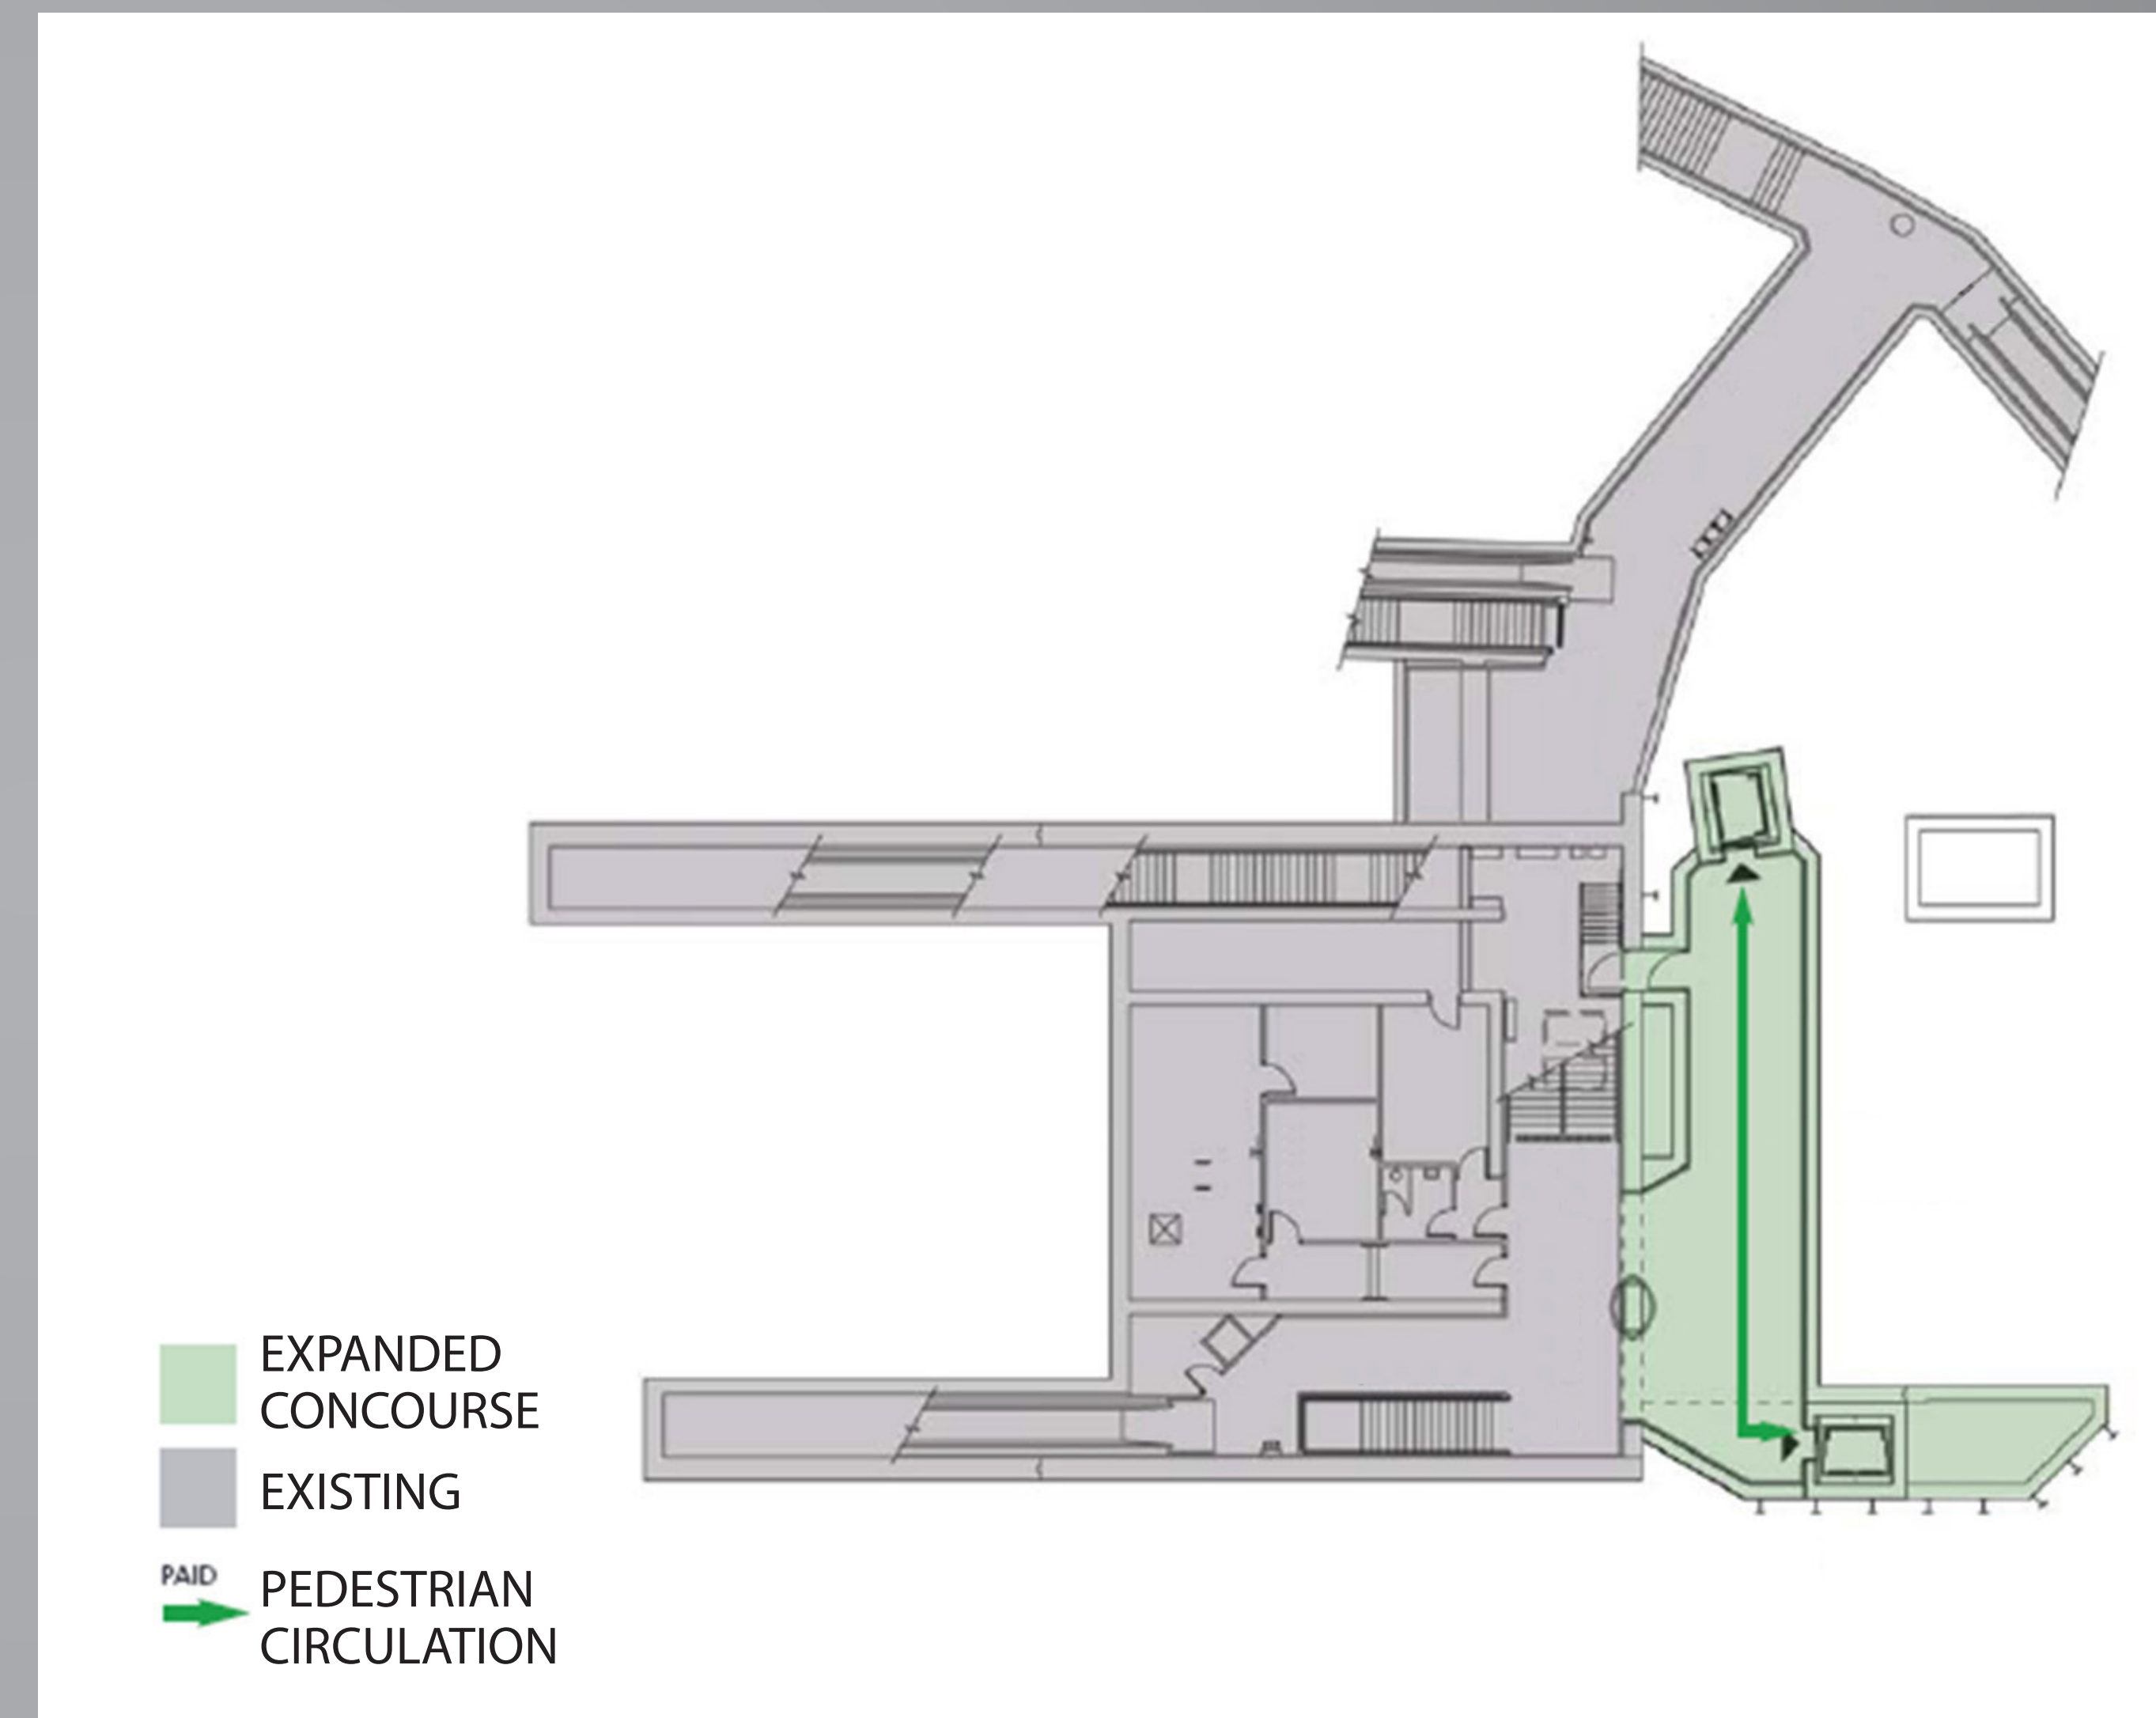 EXPANDED
CONCOURSE
EXISTING
PAID
PEDESTRIAN
CIRCULATION